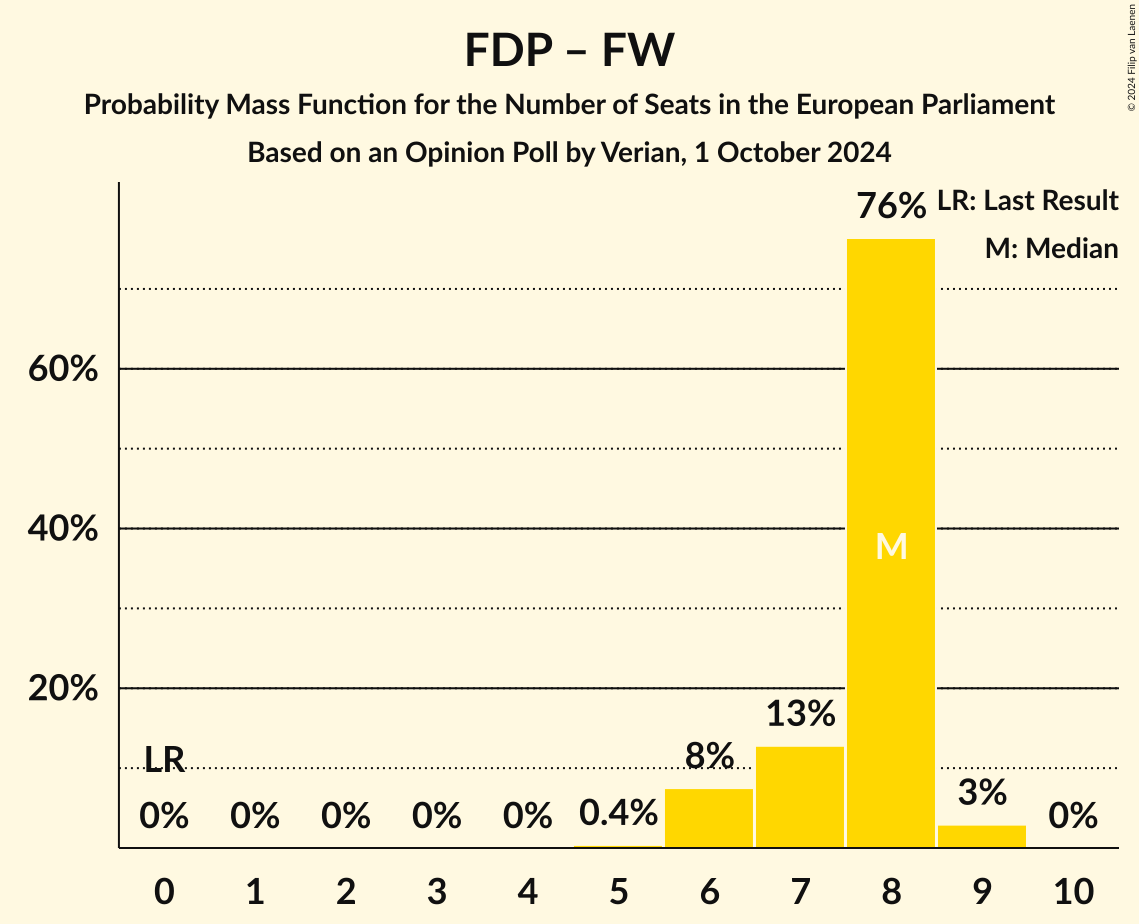 FDP – FW
Probability Mass Function for the Number of Seats in the European Parliament
Based on an Opinion Poll by Verian, 1 October 2024
© 2024 Filip van Laenen
LR: Last Result
M: Median
76%
60%
40%
M
20%
13%
LR
8%
3%
0% 0% 0% 0% 0% 0.4% 0%
0 1 2 3 4 5 6 7 8 9 10